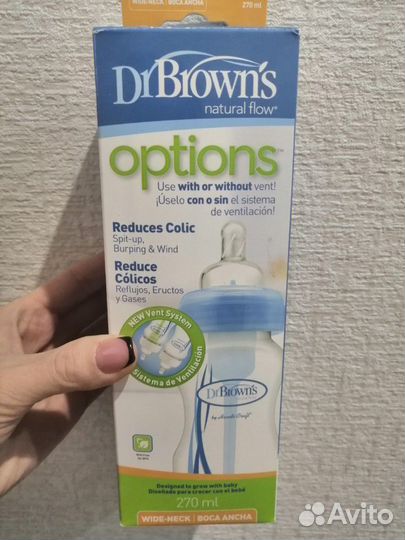 WIDE-NECK | BOCA ANCHA
270 ml
Dr Brown's
natural flow®
options™
Use with or without vent!
¡Úselo con o sin el sistema
de ventilación!
Reduces Colic
Spit-up,
Burping & Wind
Reduce
Cólicos
Reflujos, Eructos
y Gases
NEW Vent System
Sistema de Ventilación
Dr Brown's
Designed to grow with baby
Diseñado para crecer con el bebé
270 ml
WIDE-NECK | BOCA ANCHA
Avito